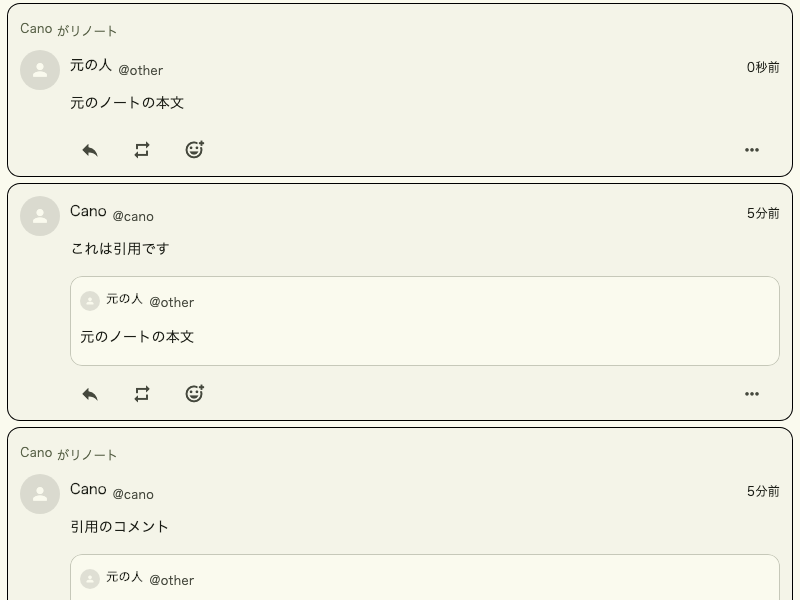 Cano がリノート
元の人 @other 0秒前
元のノートの本文
Cano @cano 5分前
これは引用です
元の人 @other
元のノートの本文
Cano がリノート
Cano @cano 5分前
引用のコメント
元の人 @other